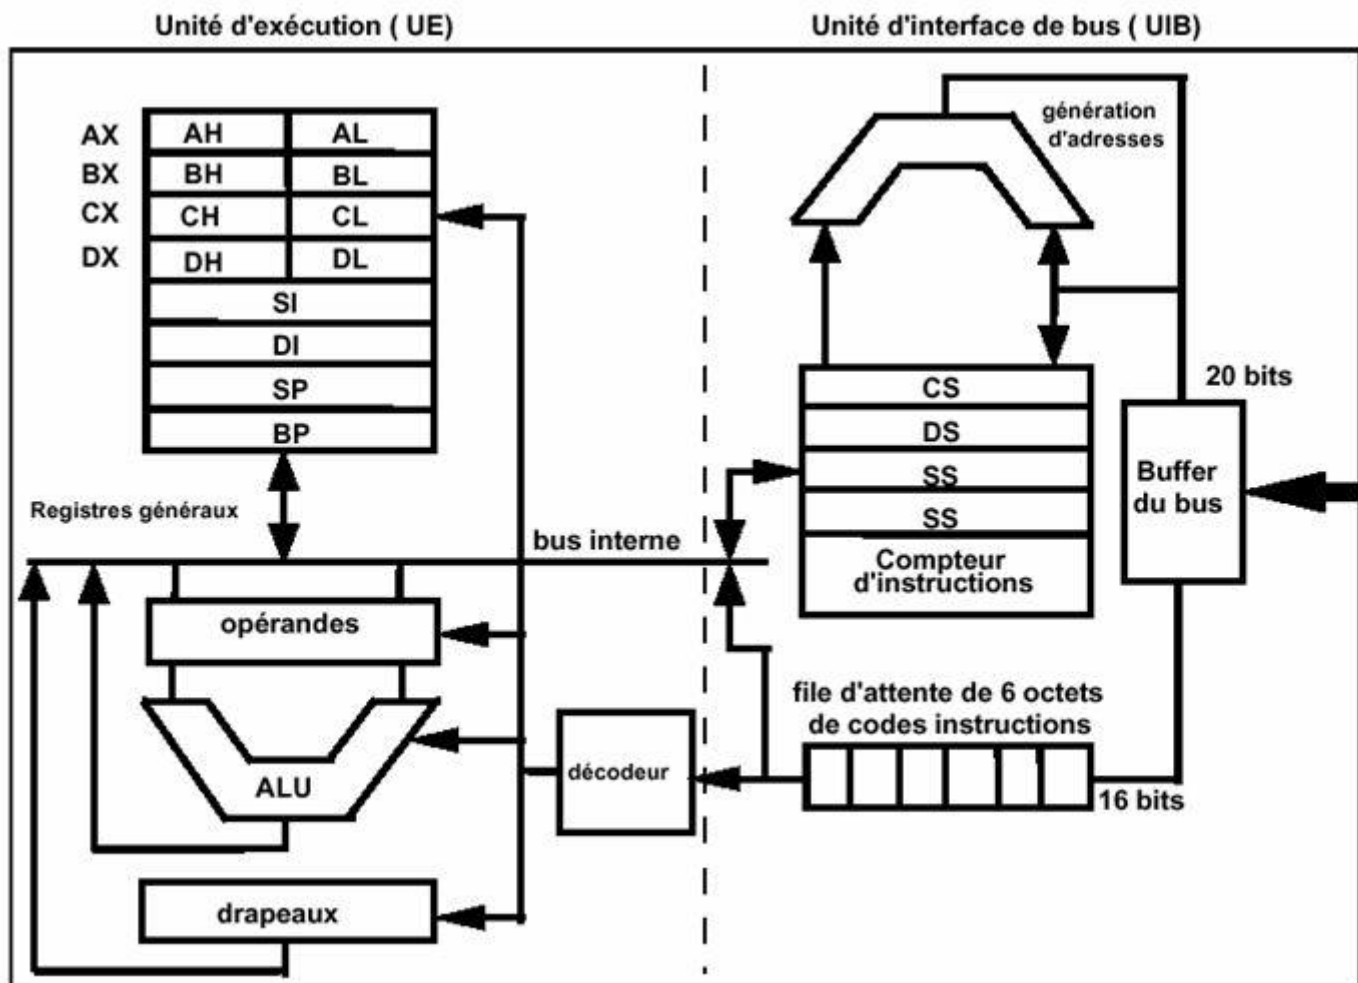 Unité d'exécution ( UE)
Unité d'interface de bus ( UIB)
génération
d'adresses
AX AH AL
BX BH BL
CX CH CL
DX DH DL
SI
DI
SP
BP
Registres généraux
bus interne
opérandes
ALU
décodeur
drapeaux
CS
DS
SS
SS
Compteur
d'instructions
20 bits
Buffer
du bus
file d'attente de 6 octets
de codes instructions
16 bits